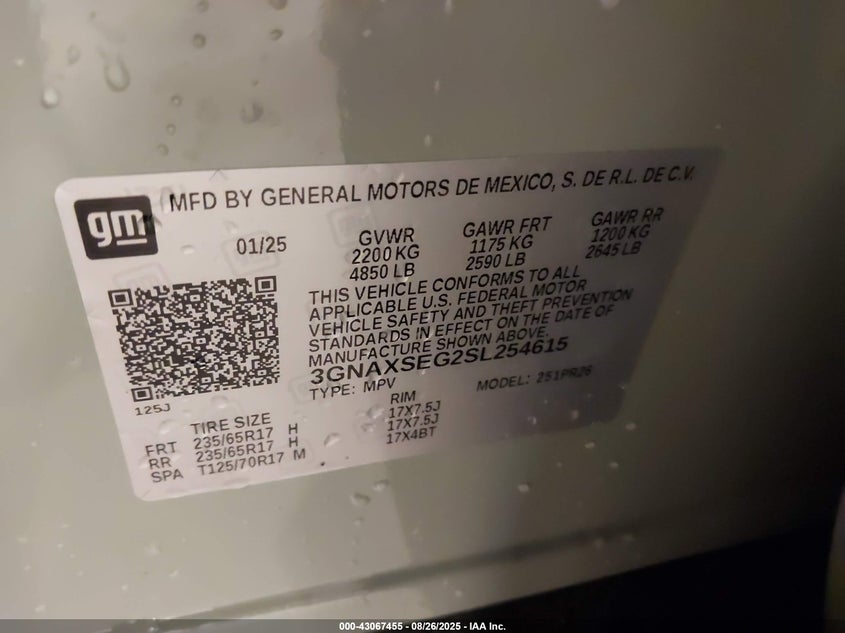 gm
MFD BY GENERAL MOTORS DE MEXICO, S. DE R.L. DE C.V.
01/25 GVWR GAWR FRT GAWR RR
2200 KG 1175 KG 1200 KG
4850 LB 2590 LB 2645 LB
THIS VEHICLE CONFORMS TO ALL
APPLICABLE U.S. FEDERAL MOTOR
VEHICLE SAFETY AND THEFT PREVENTION
STANDARDS IN EFFECT ON THE DATE OF
MANUFACTURE SHOWN ABOVE.
3GNAXSEG2SL254615
TYPE: MPV MODEL: 251PR26
125J
TIRE SIZE RIM
FRT 235/65R17 H 17X7.5J
RR 235/65R17 H 17X7.5J
SPA T125/70R17 M 17X4BT
000-43067455 - 08/26/2025 - IAA Inc.